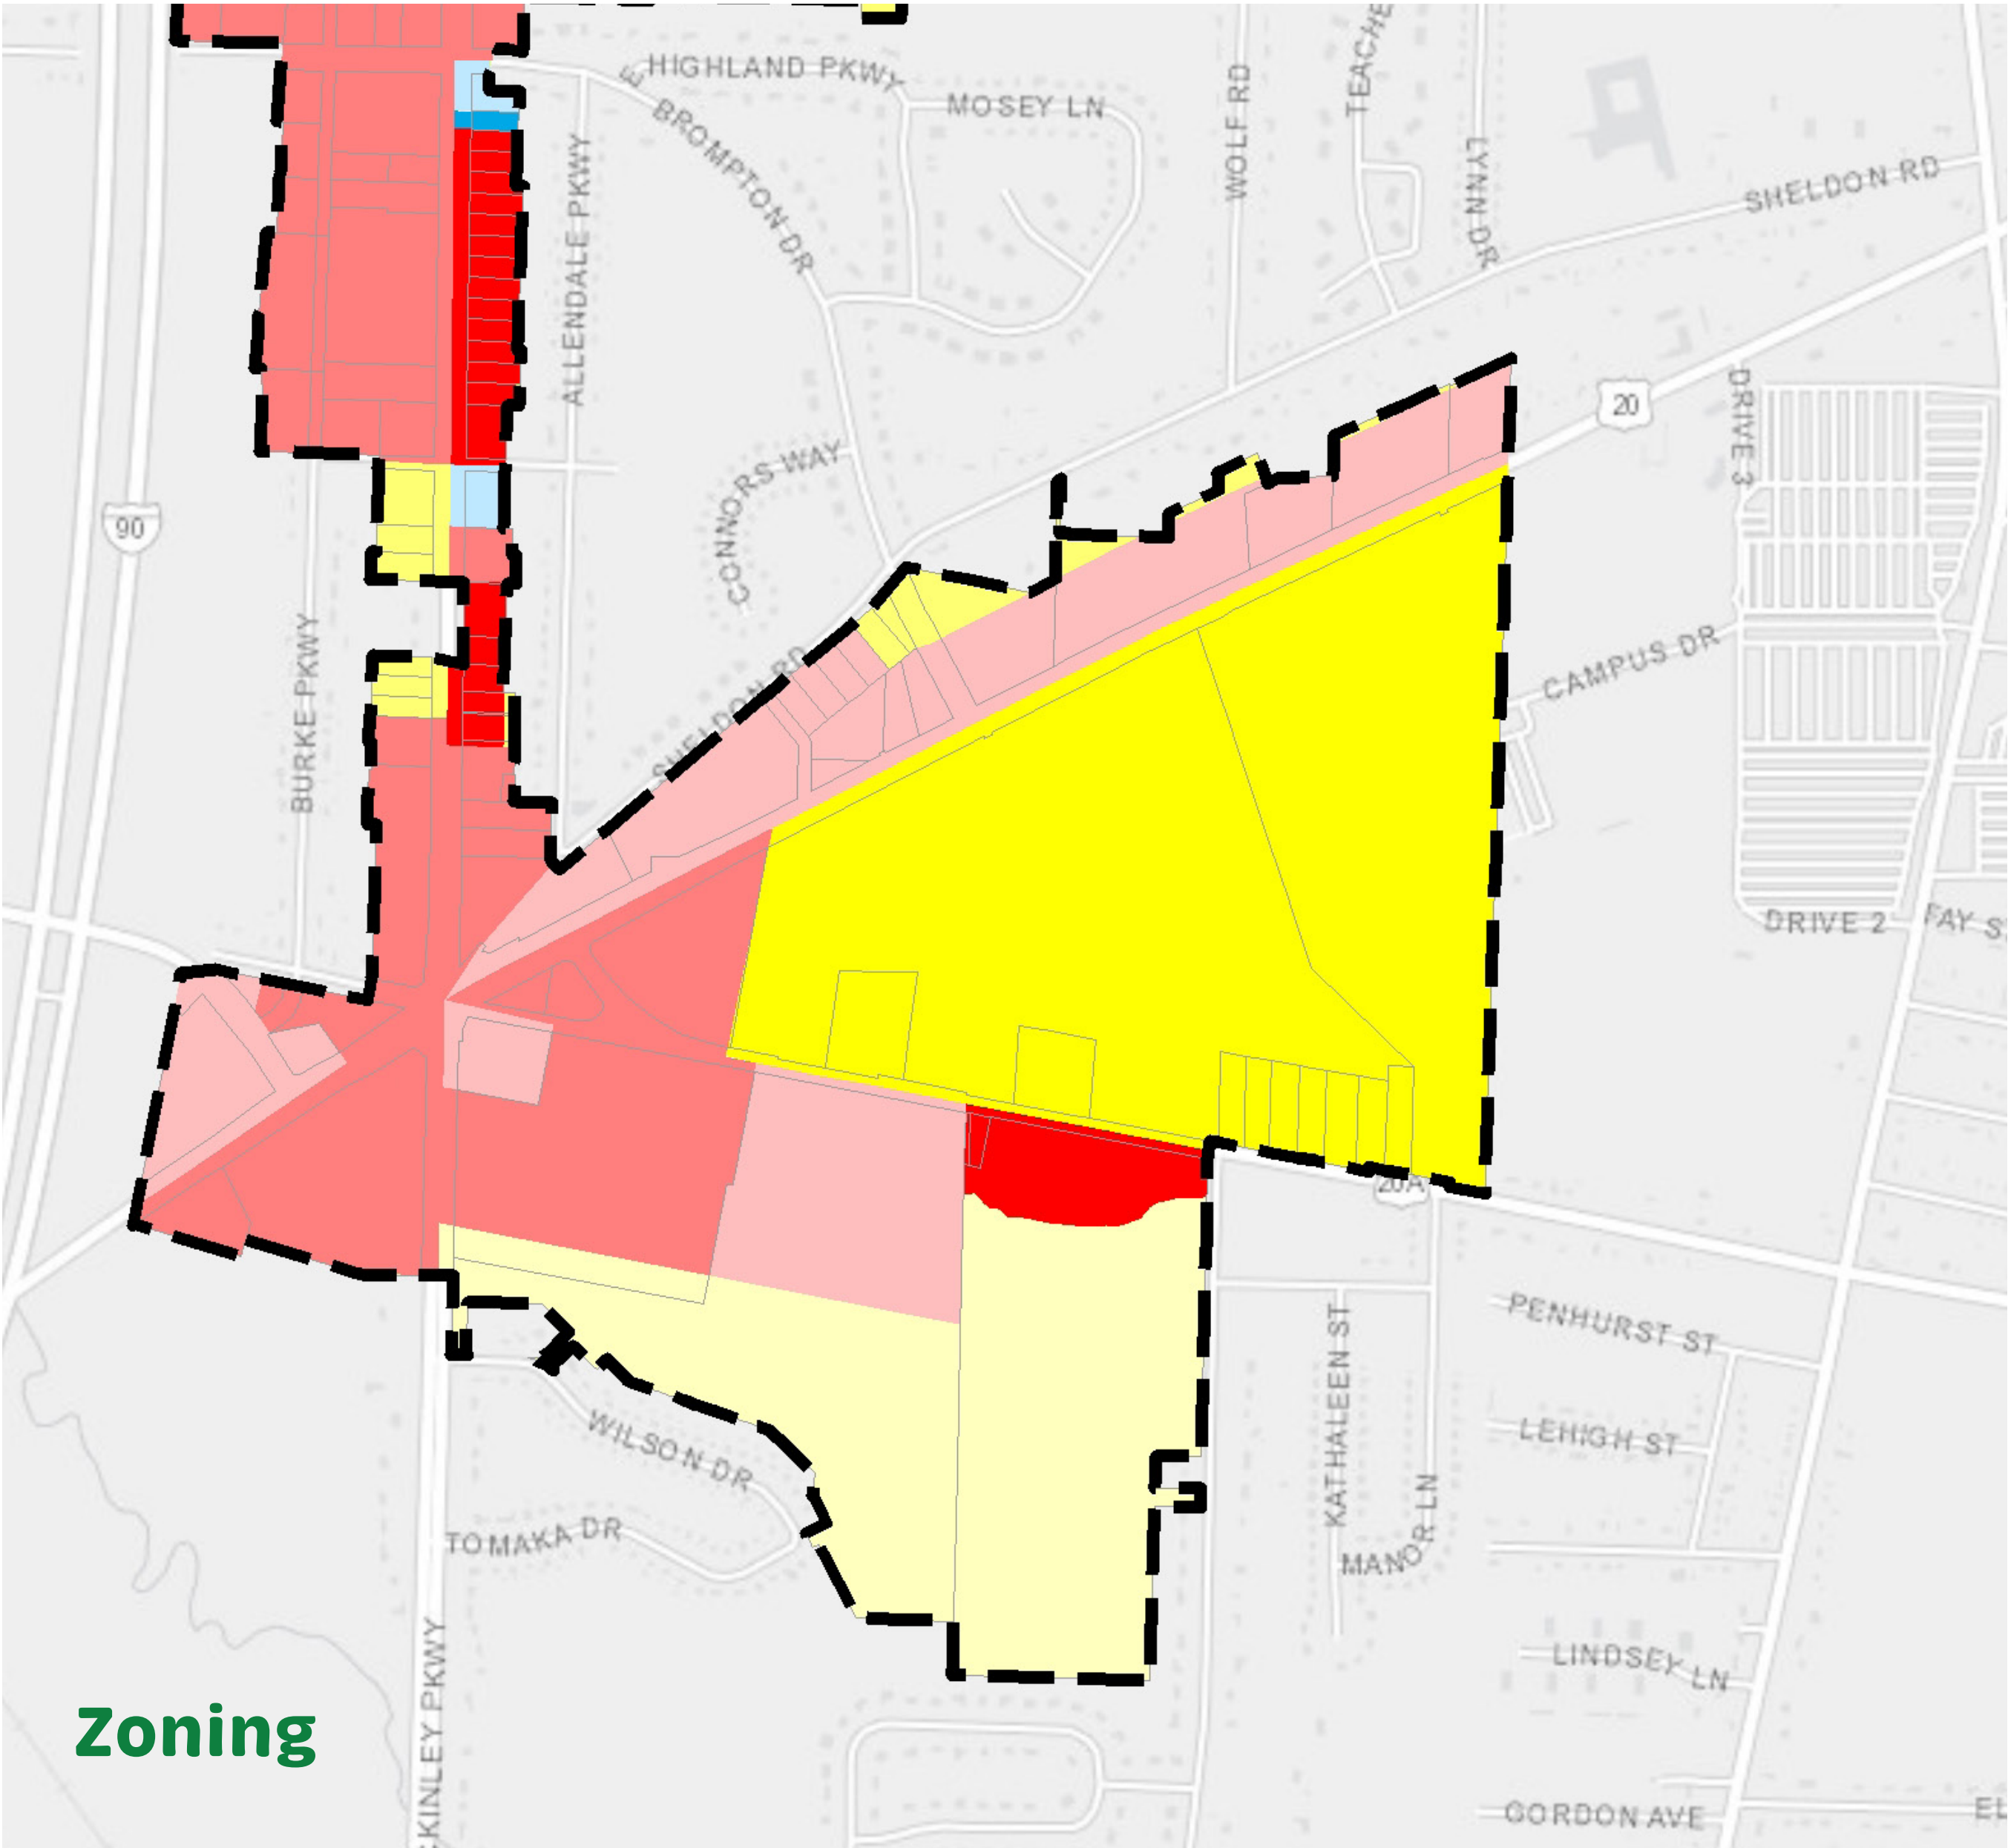 E HIGHLAND PKWY
MOSEY LN
BROMPTON DR
WOLF RD
LYNN DR
SHELDON RD
ALLENDALE PKWY
20
DRIVE 3
CONNORS WAY
90
SHELDON RD
BURKE PKWY
CAMPUS DR
DRIVE 2
FAY
20A
PENHURST ST
KATHALEEN ST
LEHIGH ST
WILSON DR
TOMAKA DR
MANOR LN
LINDSEY LN
CKINLEY PKWY
Zoning
GORDON AVE
EL